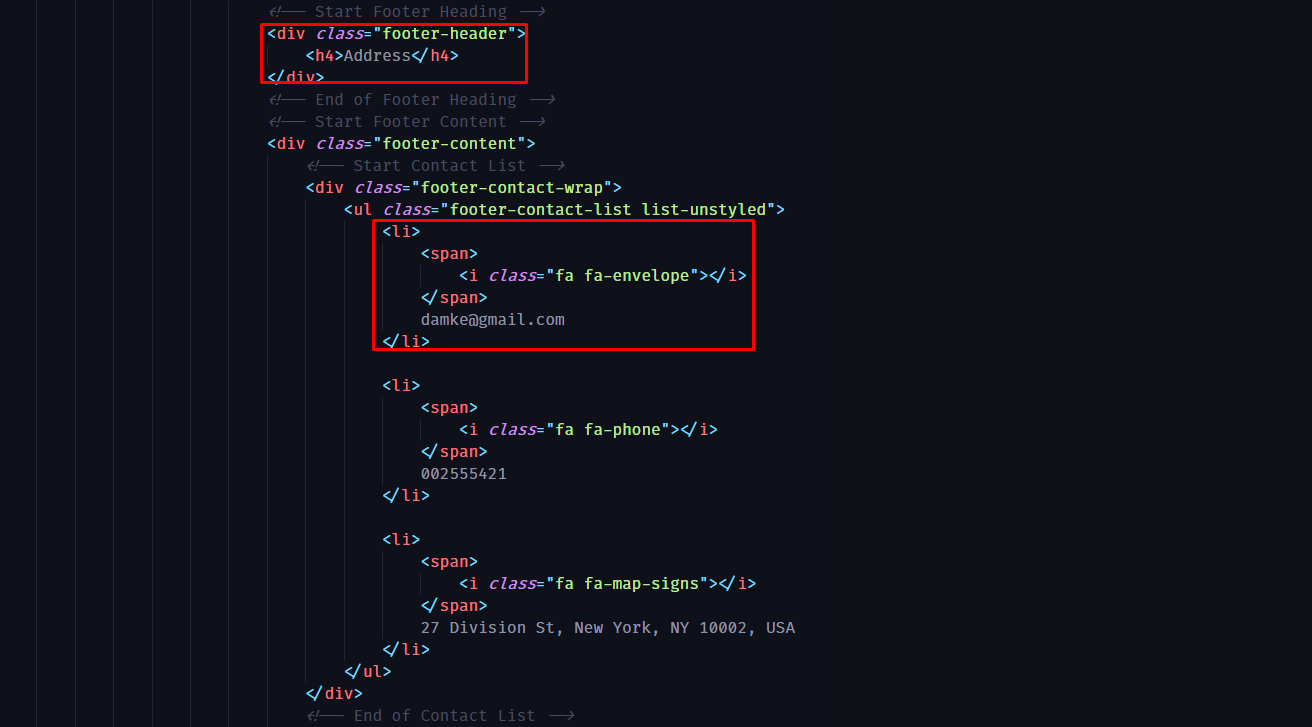 <!-- Start Footer Heading -->
<div class="footer-header">
<h4>Address</h4>
</div>
<!-- End of Footer Heading -->
<!-- Start Footer Content -->
<div class="footer-content">
<!-- Start Contact List -->
<div class="footer-contact-wrap">
<ul class="footer-contact-list list-unstyled">
<li>
<span>
<i class="fa fa-envelope"></i>
</span>
damke@gmail.com
</li>
<li>
<span>
<i class="fa fa-phone"></i>
</span>
002555421
</li>
<li>
<span>
<i class="fa fa-map-signs"></i>
</span>
27 Division St, New York, NY 10002, USA
</li>
</ul>
</div>
<!-- End of Contact List -->